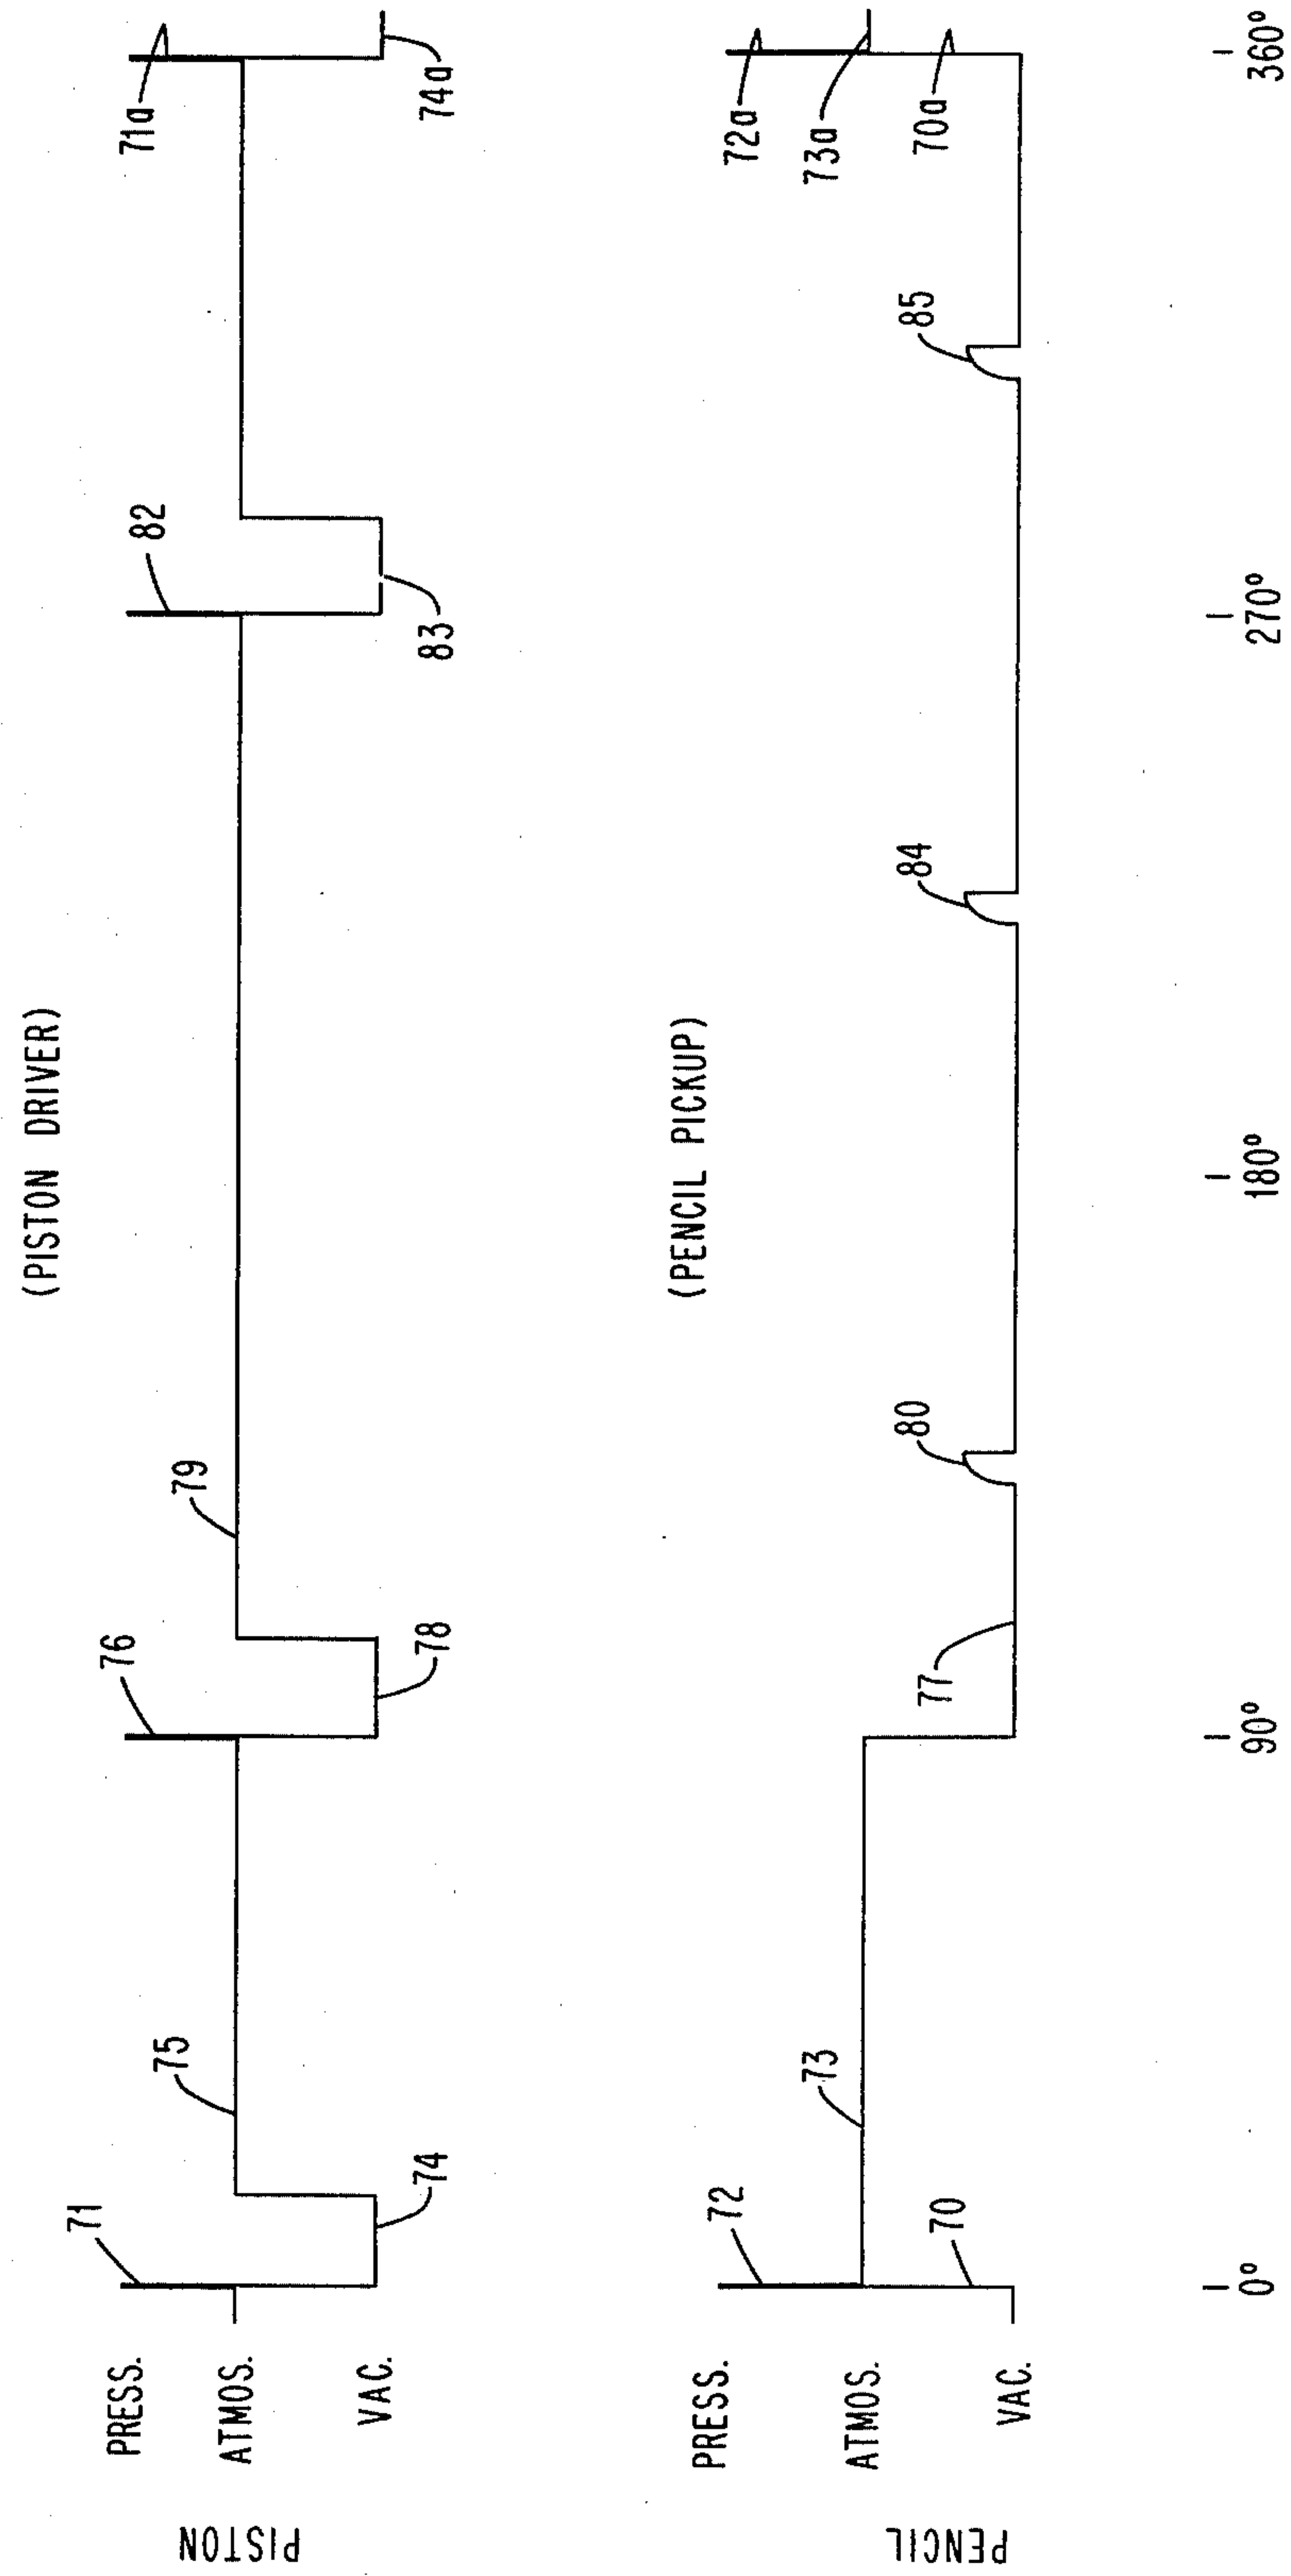 (PISTON DRIVER)
PISTON
PRESS.
ATMOS.
VAC.
71
74
75
76
78
79
82
83
71a
74a
(PENCIL PICKUP)
PENCIL
PRESS.
ATMOS.
VAC.
72
70
73
77
80
84
85
72a
73a
70a
0°
90°
180°
270°
360°